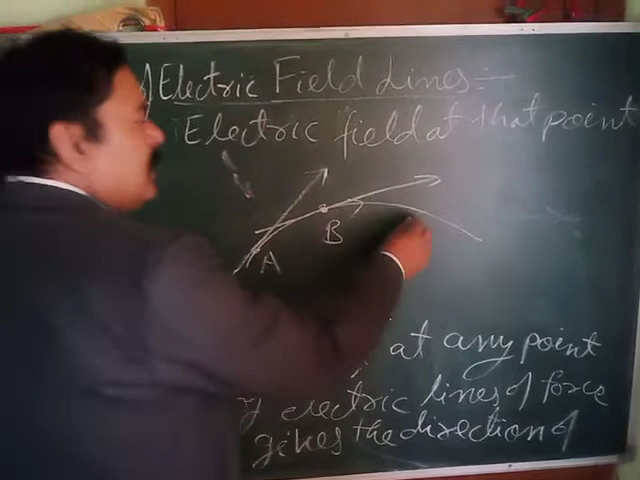 Electric Field Lines :-
Electric field at that point
B
A
at any point
electric lines of force
gives the direction of